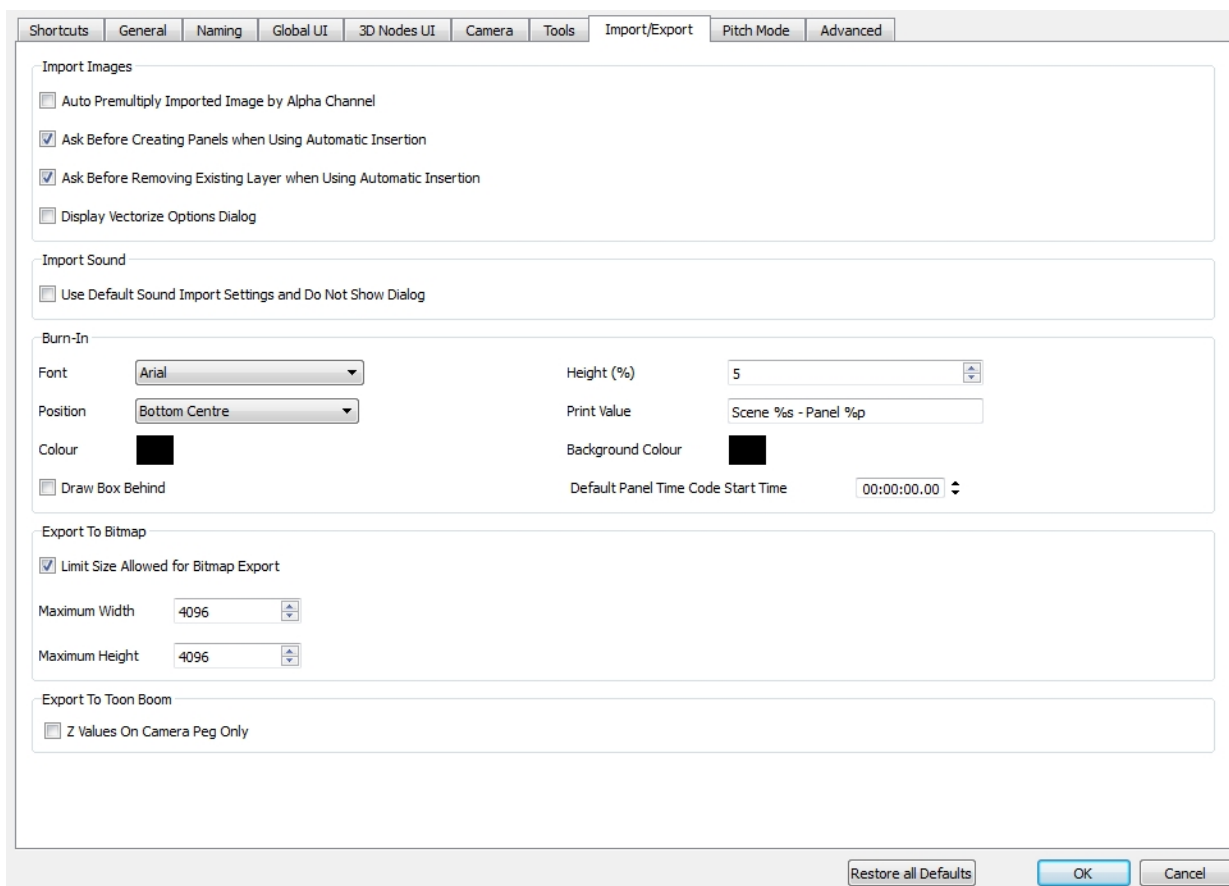 Shortcuts General Naming Global UI 3D Nodes UI Camera Tools Import/Export Pitch Mode Advanced
Import Images
Auto Premultiply Imported Image by Alpha Channel
Ask Before Creating Panels when Using Automatic Insertion
Ask Before Removing Existing Layer when Using Automatic Insertion
Display Vectorize Options Dialog
Import Sound
Use Default Sound Import Settings and Do Not Show Dialog
Burn-In
Font Arial Height (%) 5
Position Bottom Centre Print Value Scene %s - Panel %p
Colour Background Colour
Draw Box Behind Default Panel Time Code Start Time 00:00:00.00
Export To Bitmap
Limit Size Allowed for Bitmap Export
Maximum Width 4096
Maximum Height 4096
Export To Toon Boom
Z Values On Camera Peg Only
Restore all Defaults OK Cancel